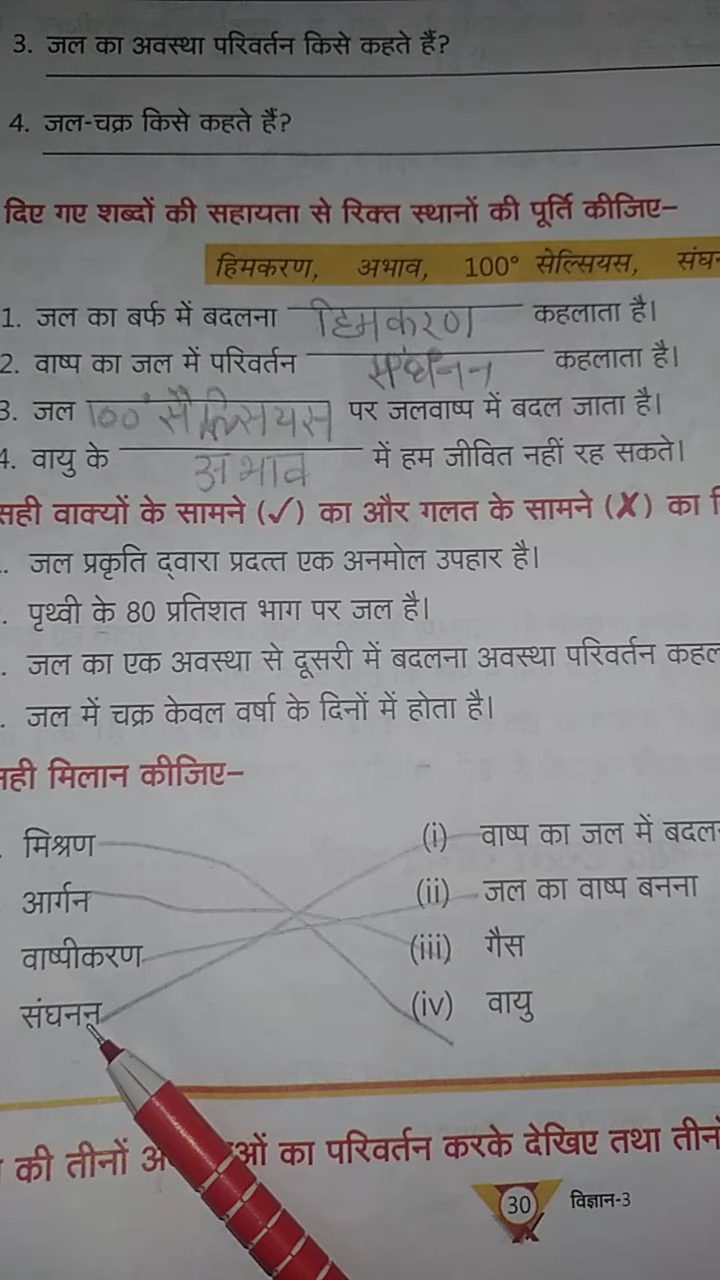 3. जल का अवस्था परिवर्तन किसे कहते हैं?
4. जल-चक्र किसे कहते हैं?
दिए गए शब्दों की सहायता से रिक्त स्थानों की पूर्ति कीजिए–
हिमकरण, अभाव, 100° सेल्सियस,
1. जल का बर्फ में बदलना हिमकरण कहलाता है।
2. वाष्प का जल में परिवर्तन कहलाता है।
3. जल 100° सेल्सियस पर जलवाष्प में बदल जाता है।
4. वायु के अभाव में हम जीवित नहीं रह सकते।
सही वाक्यों के सामने (✓) का और गलत के सामने (✗) का
. जल प्रकृति द्वारा प्रदत्त एक अनमोल उपहार है।
. पृथ्वी के 80 प्रतिशत भाग पर जल है।
. जल का एक अवस्था से दूसरी में बदलना अवस्था परिवर्तन
. जल में चक्र केवल वर्षा के दिनों में होता है।
सही मिलान कीजिए–
मिश्रण (i) वाष्प का जल में
आर्गन (ii) जल का वाष्प बनना
वाष्पीकरण (iii) गैस
संघनन (iv) वायु
की तीनों का परिवर्तन करके देखिए तथा
30 विज्ञान-3